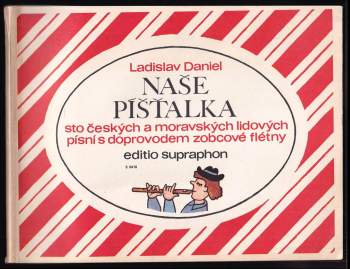 Ladislav Daniel
NAŠE
PÍŠŤALKA
sto českých a moravských lidových
písní s doprovodem zobcové flétny
editio supraphon